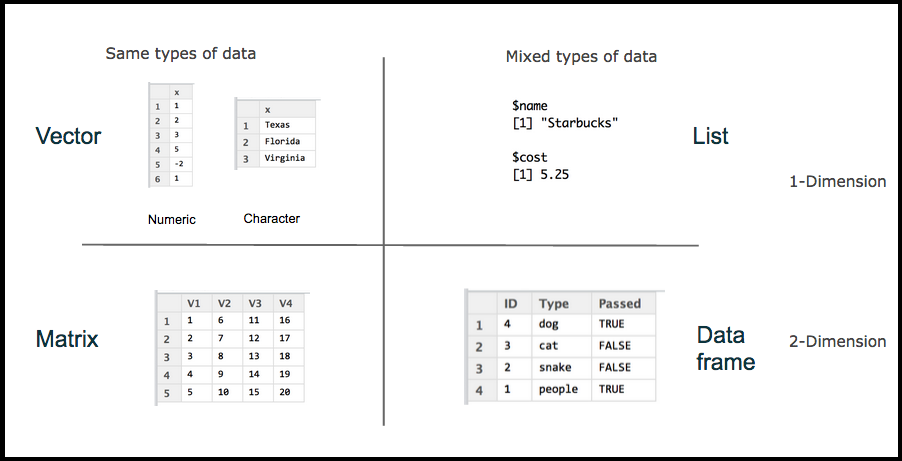 Same types of data
Mixed types of data
Vector
x
1 1
2 2
3 3
4 5
5 -2
6 1
Numeric
x
1 Texas
2 Florida
3 Virginia
Character
$name
[1] "Starbucks"
$cost
[1] 5.25
List
1-Dimension
Matrix
V1 V2 V3 V4
1 1 6 11 16
2 2 7 12 17
3 3 8 13 18
4 4 9 14 19
5 5 10 15 20
ID Type Passed
1 4 dog TRUE
2 3 cat FALSE
3 2 snake FALSE
4 1 people TRUE
Data
frame
2-Dimension